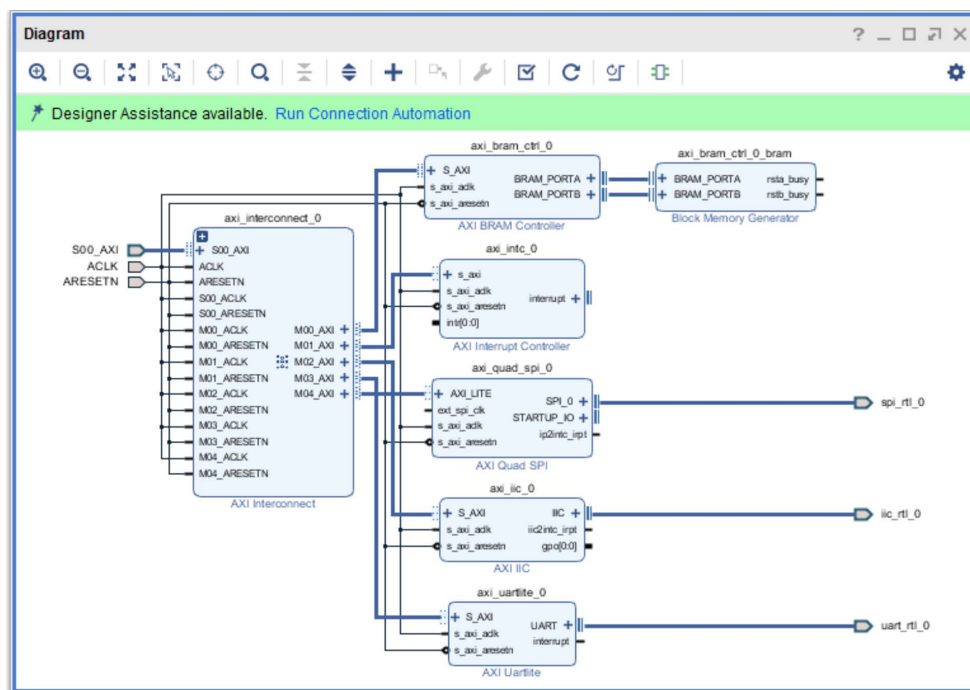 Diagram
Designer Assistance available. Run Connection Automation
axi_bram_ctrl_0
S_AXI
s_axi_aclk
s_axi_aresetn
BRAM_PORTA
BRAM_PORTB
AXI BRAM Controller
axi_bram_ctrl_0_bram
BRAM_PORTA
BRAM_PORTB
rsta_busy
rstb_busy
Block Memory Generator
S00_AXI
ACLK
ARESETN
axi_interconnect_0
S00_AXI
ACLK
ARESETN
S00_ACLK
S00_ARESETN
M00_ACLK
M00_ARESETN
M01_ACLK
M01_ARESETN
M02_ACLK
M02_ARESETN
M03_ACLK
M03_ARESETN
M04_ACLK
M04_ARESETN
M00_AXI
M01_AXI
M02_AXI
M03_AXI
M04_AXI
AXI Interconnect
axi_intc_0
s_axi
s_axi_aclk
s_axi_aresetn
intr[0:0]
interrupt
AXI Interrupt Controller
axi_quad_spi_0
AXI_LITE
ext_spi_clk
s_axi_aclk
s_axi_aresetn
SPI_0
STARTUP_IO
ip2intc_irpt
AXI Quad SPI
spi_rtl_0
axi_iic_0
S_AXI
s_axi_aclk
s_axi_aresetn
IIC
iic2intc_irpt
gpo[0:0]
AXI IIC
iic_rtl_0
axi_uartlite_0
S_AXI
s_axi_aclk
s_axi_aresetn
UART
interrupt
AXI Uartlite
uart_rtl_0